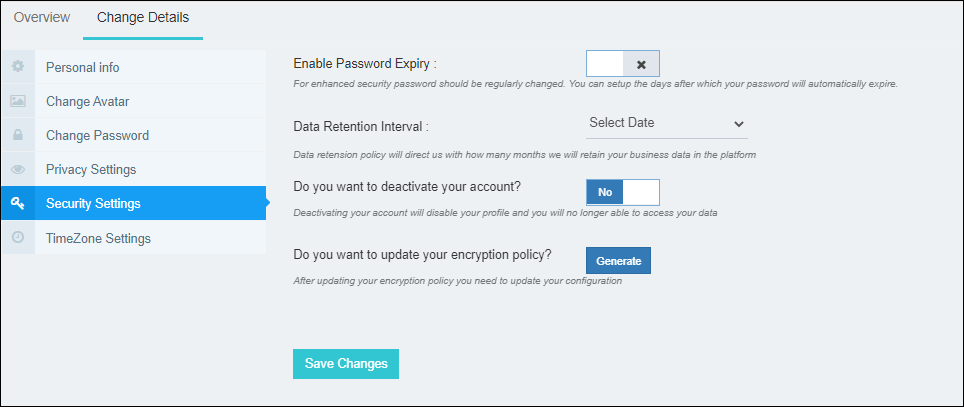 Overview Change Details
Personal info
Change Avatar
Change Password
Privacy Settings
Security Settings
TimeZone Settings
Enable Password Expiry :
For enhanced security password should be regularly changed. You can setup the days after which your password will automatically expire.
Data Retention Interval : Select Date
Data retension policy will direct us with how many months we will retain your business data in the platform
Do you want to deactivate your account? No
Deactivating your account will disable your profile and you will no longer able to access your data
Do you want to update your encryption policy? Generate
After updating your encryption policy you need to update your configuration
Save Changes